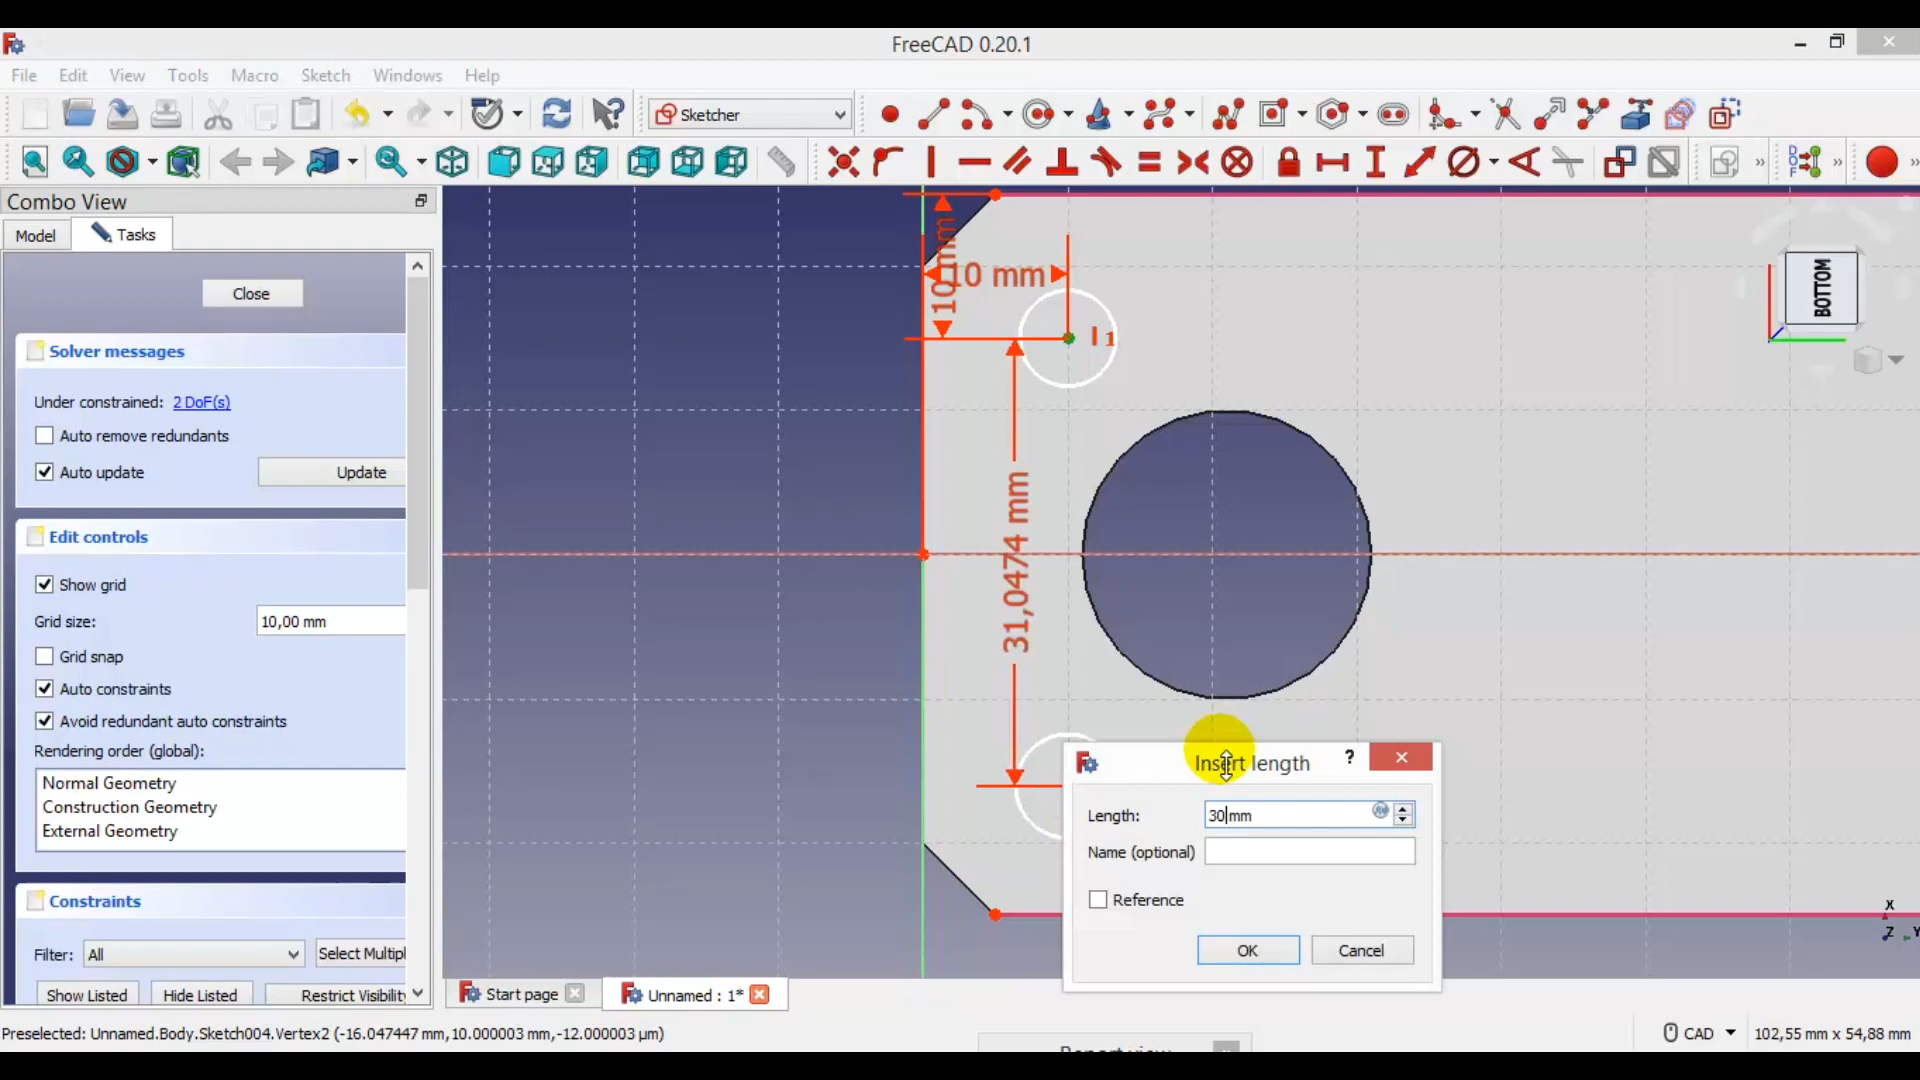 FreeCAD 0.20.1
File Edit View Tools Macro Sketch Windows Help
Sketcher
Combo View
Model Tasks
Close
Solver messages
Under constrained: 2 DoF(s)
Auto remove redundants
Auto update Update
Edit controls
Show grid
Grid size: 10,00 mm
Grid snap
Auto constraints
Avoid redundant auto constraints
Rendering order (global):
Normal Geometry
Construction Geometry
External Geometry
Constraints
Filter: All Select Multipl
Show Listed Hide Listed Restrict Visibility
10 mm
10 mm
1
31,0474 mm
BOTTOM
Insert length ?
Length: 30 mm
Name (optional)
Reference
OK Cancel
X
Z Y
Start page Unnamed : 1*
Preselected: Unnamed.Body.Sketch004.Vertex2 (-16.047447 mm,10.000003 mm,-12.000003 µm)
CAD 102,55 mm x 54,88 mm